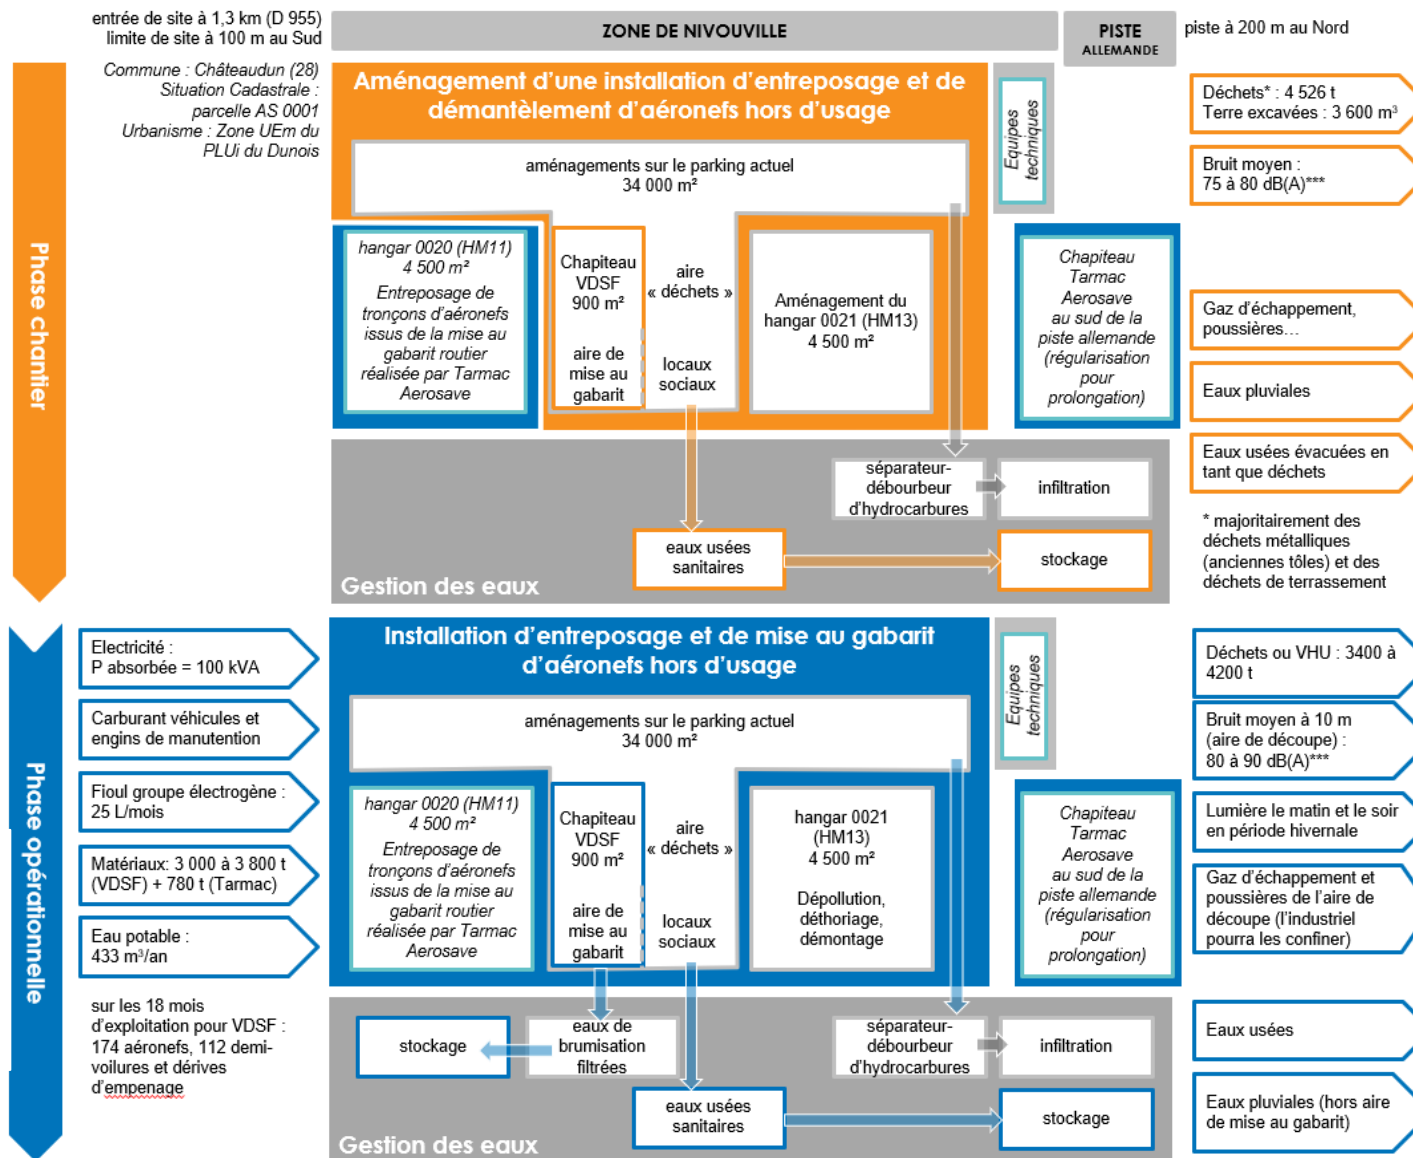 entrée de site à 1,3 km (D 955)
limite de site à 100 m au Sud
ZONE DE NIVOUVILLE
PISTE
ALLEMANDE
piste à 200 m au Nord
Phase chantier
Commune : Châteaudun (28)
Situation Cadastrale :
parcelle AS 0001
Urbanisme : Zone UEm du
PLUi du Dunois
Aménagement d'une installation d'entreposage et de
démantèlement d'aéronefs hors d'usage
aménagements sur le parking actuel
34 000 m²
Equipes
techniques
hangar 0020 (HM11)
4 500 m²
Entreposage de
tronçons d'aéronefs
issus de la mise au
gabarit routier
réalisée par Tarmac
Aerosave
Chapiteau
VDSF
900 m²
aire de
mise au
gabarit
aire
« déchets »
locaux
sociaux
Aménagement du
hangar 0021 (HM13)
4 500 m²
Chapiteau
Tarmac
Aerosave
au sud de la
piste allemande
(régularisation
pour
prolongation)
Déchets* : 4 526 t
Terre excavées : 3 600 m³
Bruit moyen :
75 à 80 dB(A)***
Gaz d'échappement,
poussières…
Eaux pluviales
Eaux usées évacuées en
tant que déchets
* majoritairement des
déchets métalliques
(anciennes tôles) et des
déchets de terrassement
séparateur-
débourbeur
d'hydrocarbures
infiltration
eaux usées
sanitaires
stockage
Gestion des eaux
Phase opérationnelle
Electricité :
P absorbée = 100 kVA
Carburant véhicules et
engins de manutention
Fioul groupe électrogène :
25 L/mois
Matériaux: 3 000 à 3 800 t
(VDSF) + 780 t (Tarmac)
Eau potable :
433 m³/an
sur les 18 mois
d'exploitation pour VDSF :
174 aéronefs, 112 demi-
voilures et dérives
d'empenage
Installation d'entreposage et de mise au gabarit
d'aéronefs hors d'usage
aménagements sur le parking actuel
34 000 m²
Equipes
techniques
hangar 0020 (HM11)
4 500 m²
Entreposage de
tronçons d'aéronefs
issus de la mise au
gabarit routier
réalisée par Tarmac
Aerosave
Chapiteau
VDSF
900 m²
aire de
mise au
gabarit
aire
« déchets »
locaux
sociaux
hangar 0021
(HM13)
4 500 m²
Dépollution,
déthoriage,
démontage
Chapiteau
Tarmac
Aerosave
au sud de la
piste allemande
(régularisation
pour
prolongation)
Déchets ou VHU : 3400 à
4200 t
Bruit moyen à 10 m
(aire de découpe) :
80 à 90 dB(A)***
Lumière le matin et le soir
en période hivernale
Gaz d'échappement et
poussières de l'aire de
découpe (l'industriel
pourra les confiner)
Eaux usées
Eaux pluviales (hors aire
de mise au gabarit)
stockage
eaux de
brumisation
filtrées
séparateur-
débourbeur
d'hydrocarbures
infiltration
eaux usées
sanitaires
stockage
Gestion des eaux